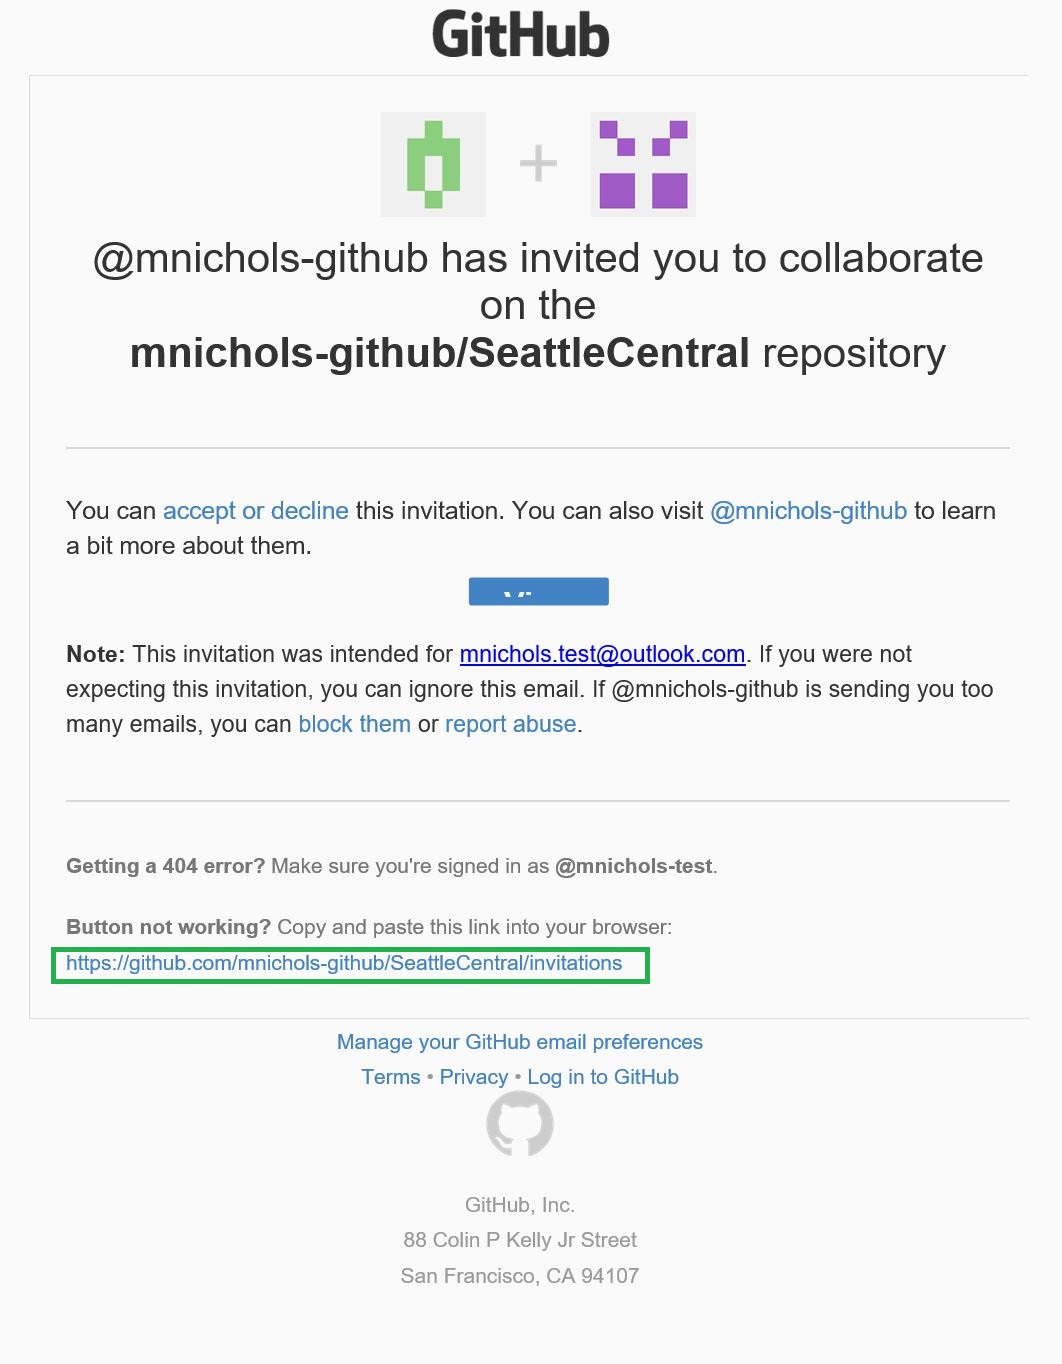 GitHub
@mnichols-github has invited you to collaborate
on the
mnichols-github/SeattleCentral repository
You can accept or decline this invitation. You can also visit @mnichols-github to learn
a bit more about them.
Note: This invitation was intended for mnichols.test@outlook.com. If you were not
expecting this invitation, you can ignore this email. If @mnichols-github is sending you too
many emails, you can block them or report abuse.
Getting a 404 error? Make sure you're signed in as @mnichols-test.
Button not working? Copy and paste this link into your browser:
https://github.com/mnichols-github/SeattleCentral/invitations
Manage your GitHub email preferences
Terms • Privacy • Log in to GitHub
GitHub, Inc.
88 Colin P Kelly Jr Street
San Francisco, CA 94107